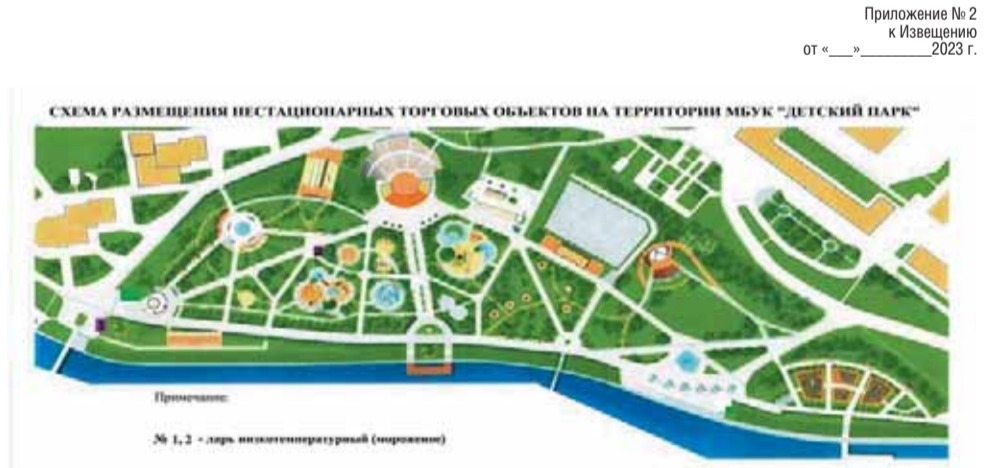 Приложение № 2
к Извещению
от «___»_________2023 г.
СХЕМА РАЗМЕЩЕНИЯ НЕСТАЦИОНАРНЫХ ТОРГОВЫХ ОБЪЕКТОВ НА ТЕРРИТОРИИ МБУК "ДЕТСКИЙ ПАРК"
Примечание:
№ 1, 2 - ларь низкотемпературный (мороженое)